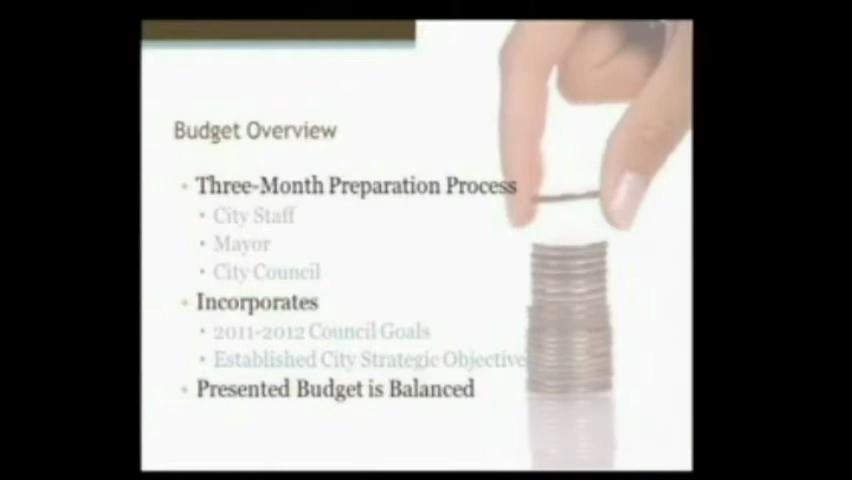 Budget Overview
Three-Month Preparation Process
City Staff
Mayor
City Council
Incorporates
2011-2012 Council Goals
Established City Strategic Objective
Presented Budget is Balanced